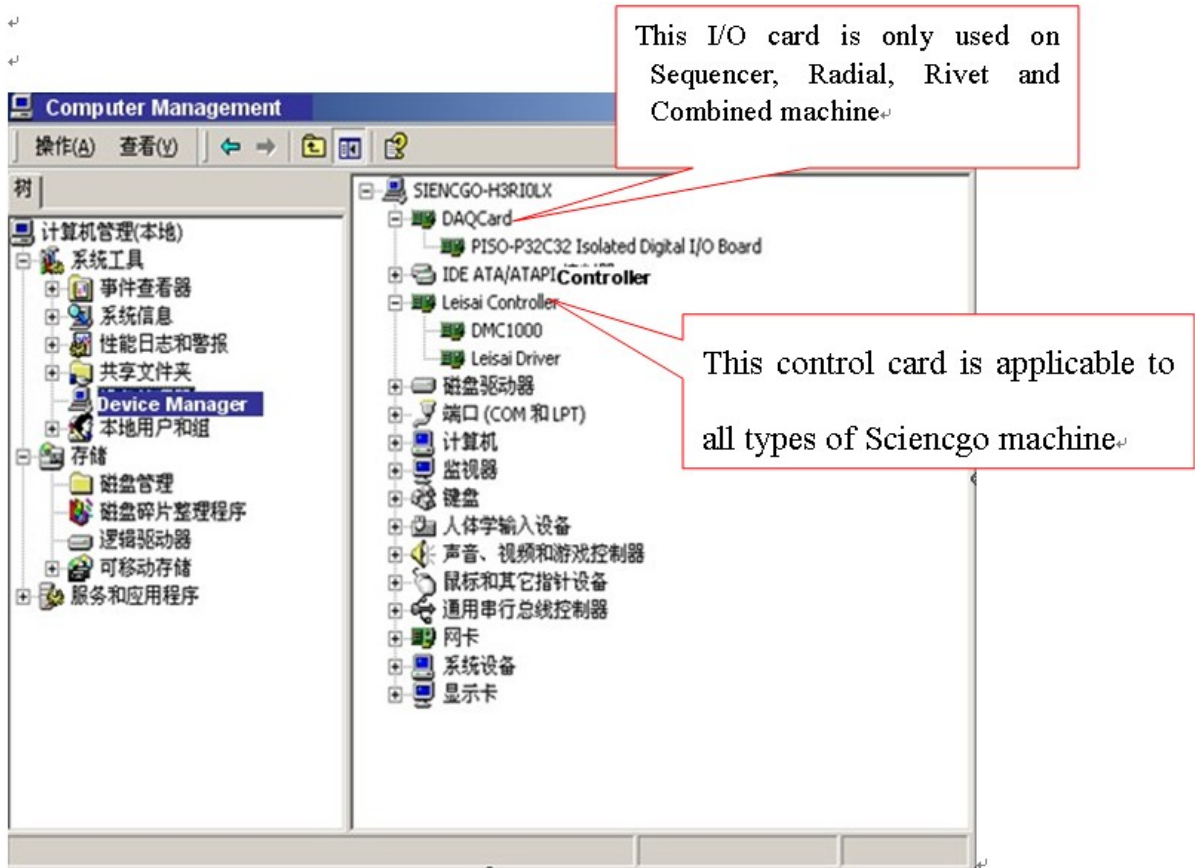 This I/O card is only used on
Sequencer, Radial, Rivet and
Combined machine
Computer Management
操作(A) 查看(V)
树
计算机管理(本地)
系统工具
事件查看器
系统信息
性能日志和警报
共享文件夹
Device Manager
本地用户和组
存储
磁盘管理
磁盘碎片整理程序
逻辑驱动器
可移动存储
服务和应用程序
SIENCGO-H3RI0LX
DAQCard
PISO-P32C32 Isolated Digital I/O Board
IDE ATA/ATAPI Controller
Leisai Controller
DMC1000
Leisai Driver
磁盘驱动器
端口 (COM 和 LPT)
计算机
监视器
键盘
人体学输入设备
声音、视频和游戏控制器
鼠标和其它指针设备
通用串行总线控制器
网卡
系统设备
显示卡
This control card is applicable to
all types of Sciencgo machine